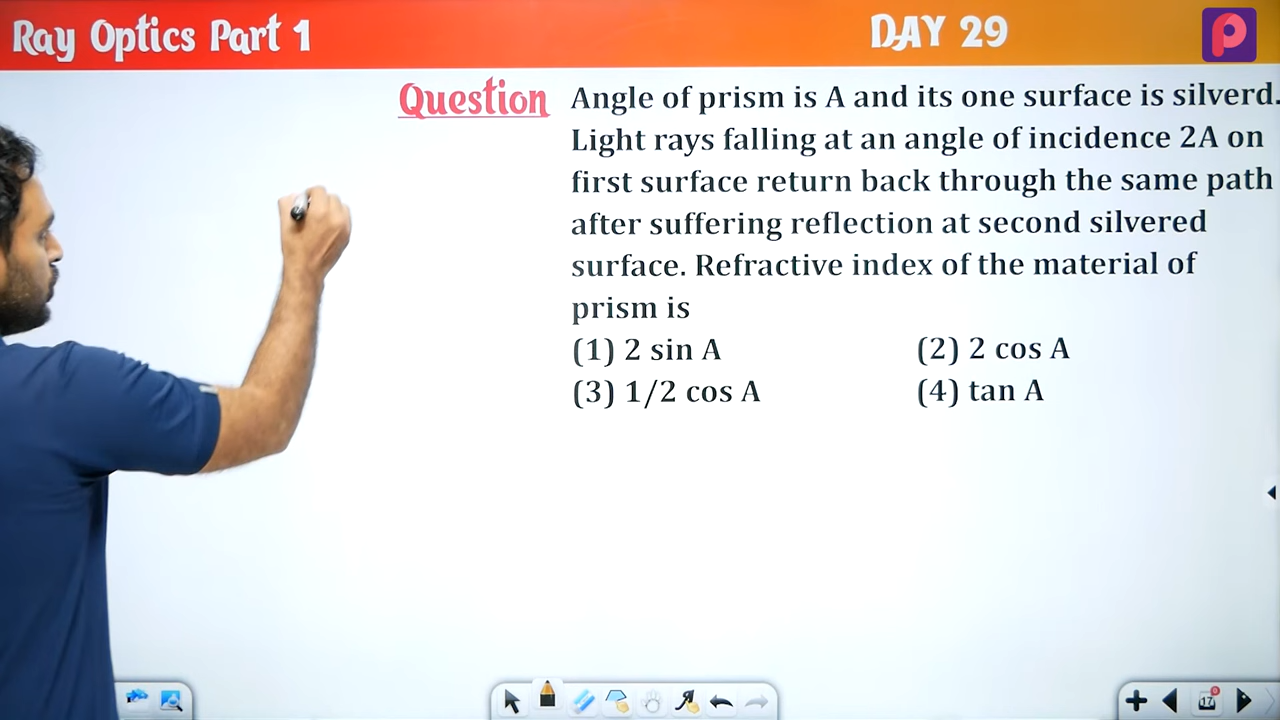 Ray Optics Part 1
DAY 29
Question
Angle of prism is A and its one surface is silverd.
Light rays falling at an angle of incidence 2A on
first surface return back through the same path
after suffering reflection at second silvered
surface. Refractive index of the material of
prism is
(1) 2 sin A
(2) 2 cos A
(3) 1/2 cos A
(4) tan A
17